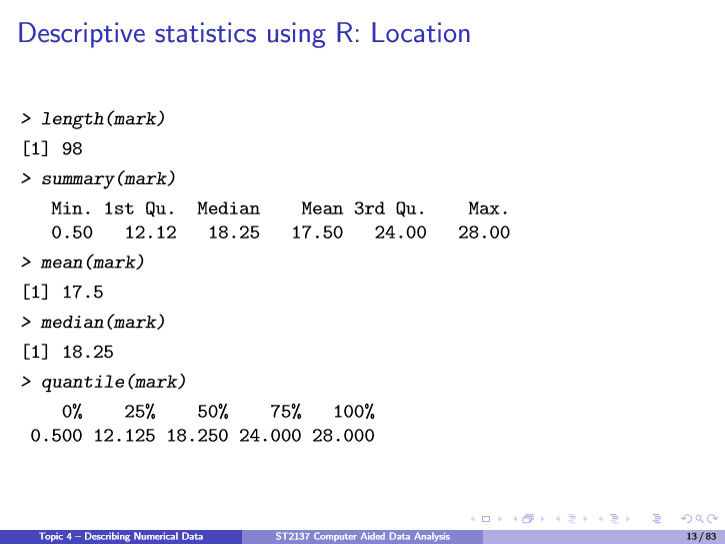 Descriptive statistics using R: Location
> length(mark)
[1] 98
> summary(mark)
Min. 1st Qu. Median Mean 3rd Qu. Max.
0.50 12.12 18.25 17.50 24.00 28.00
> mean(mark)
[1] 17.5
> median(mark)
[1] 18.25
> quantile(mark)
0% 25% 50% 75% 100%
0.500 12.125 18.250 24.000 28.000
Topic 4 – Describing Numerical Data ST2137 Computer Aided Data Analysis 13 / 83